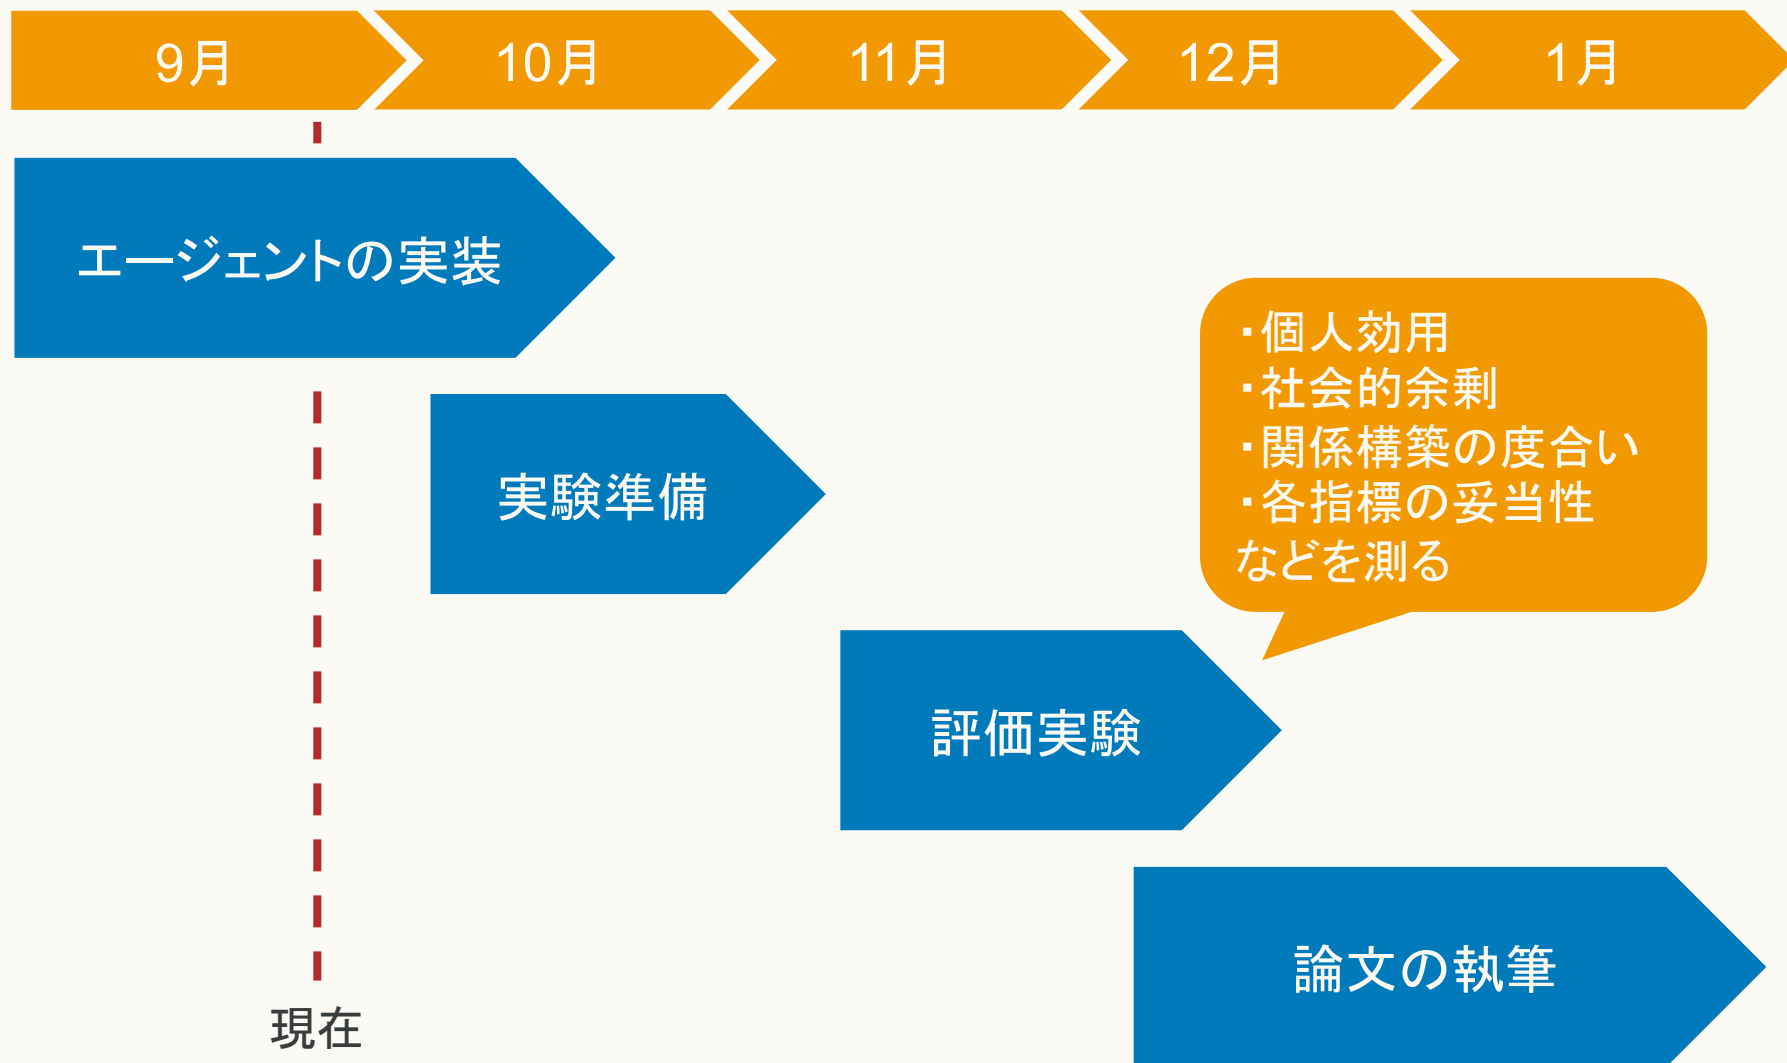 9月
10月
11月
12月
1月
エージェントの実装
実験準備
・個人効用
・社会的余剰
・関係構築の度合い
・各指標の妥当性
などを測る
評価実験
論文の執筆
現在